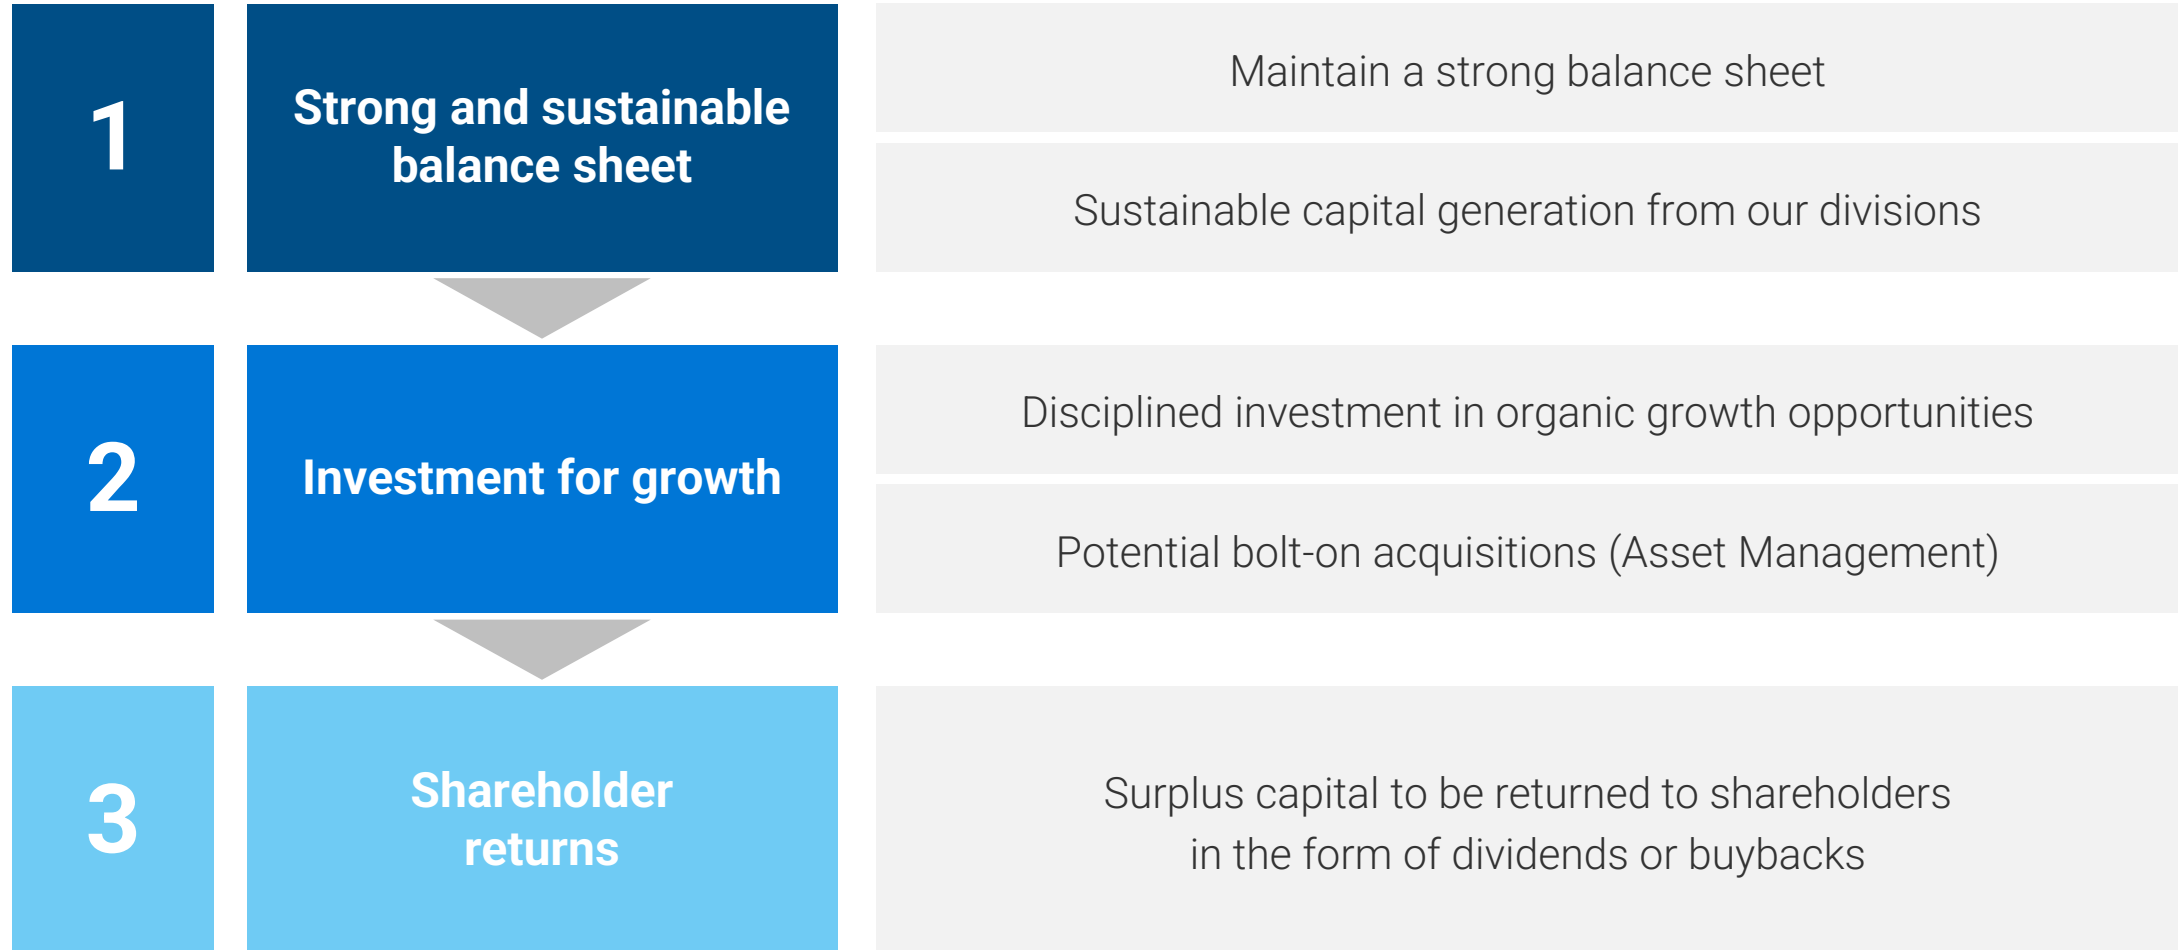 1
Strong and sustainable
balance sheet
Maintain a strong balance sheet
Sustainable capital generation from our divisions
2
Investment for growth
Disciplined investment in organic growth opportunities
Potential bolt-on acquisitions (Asset Management)
3
Shareholder
returns
Surplus capital to be returned to shareholders
in the form of dividends or buybacks